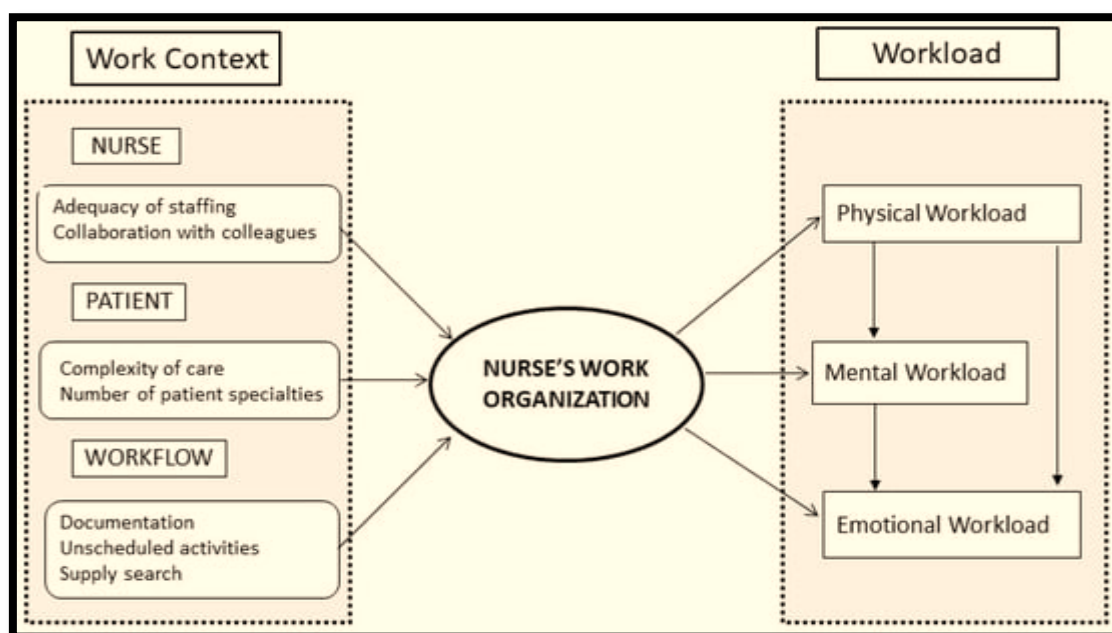 Work Context
NURSE
Adequacy of staffing
Collaboration with colleagues
PATIENT
Complexity of care
Number of patient specialties
WORKFLOW
Documentation
Unscheduled activities
Supply search
NURSE'S WORK
ORGANIZATION
Workload
Physical Workload
Mental Workload
Emotional Workload